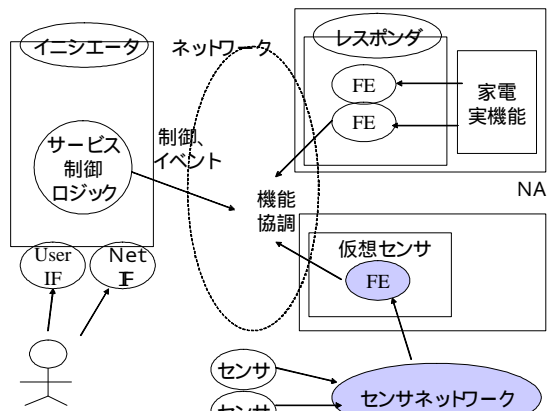 イニシエータ
ネットワーク
レスポンダ
FE
FE
家電
実機能
サービス
制御
ロジック
制御、
イベント
機能
協調
NA
User
IF
Net
IF
仮想センサ
FE
センサ
センサ
センサネットワーク